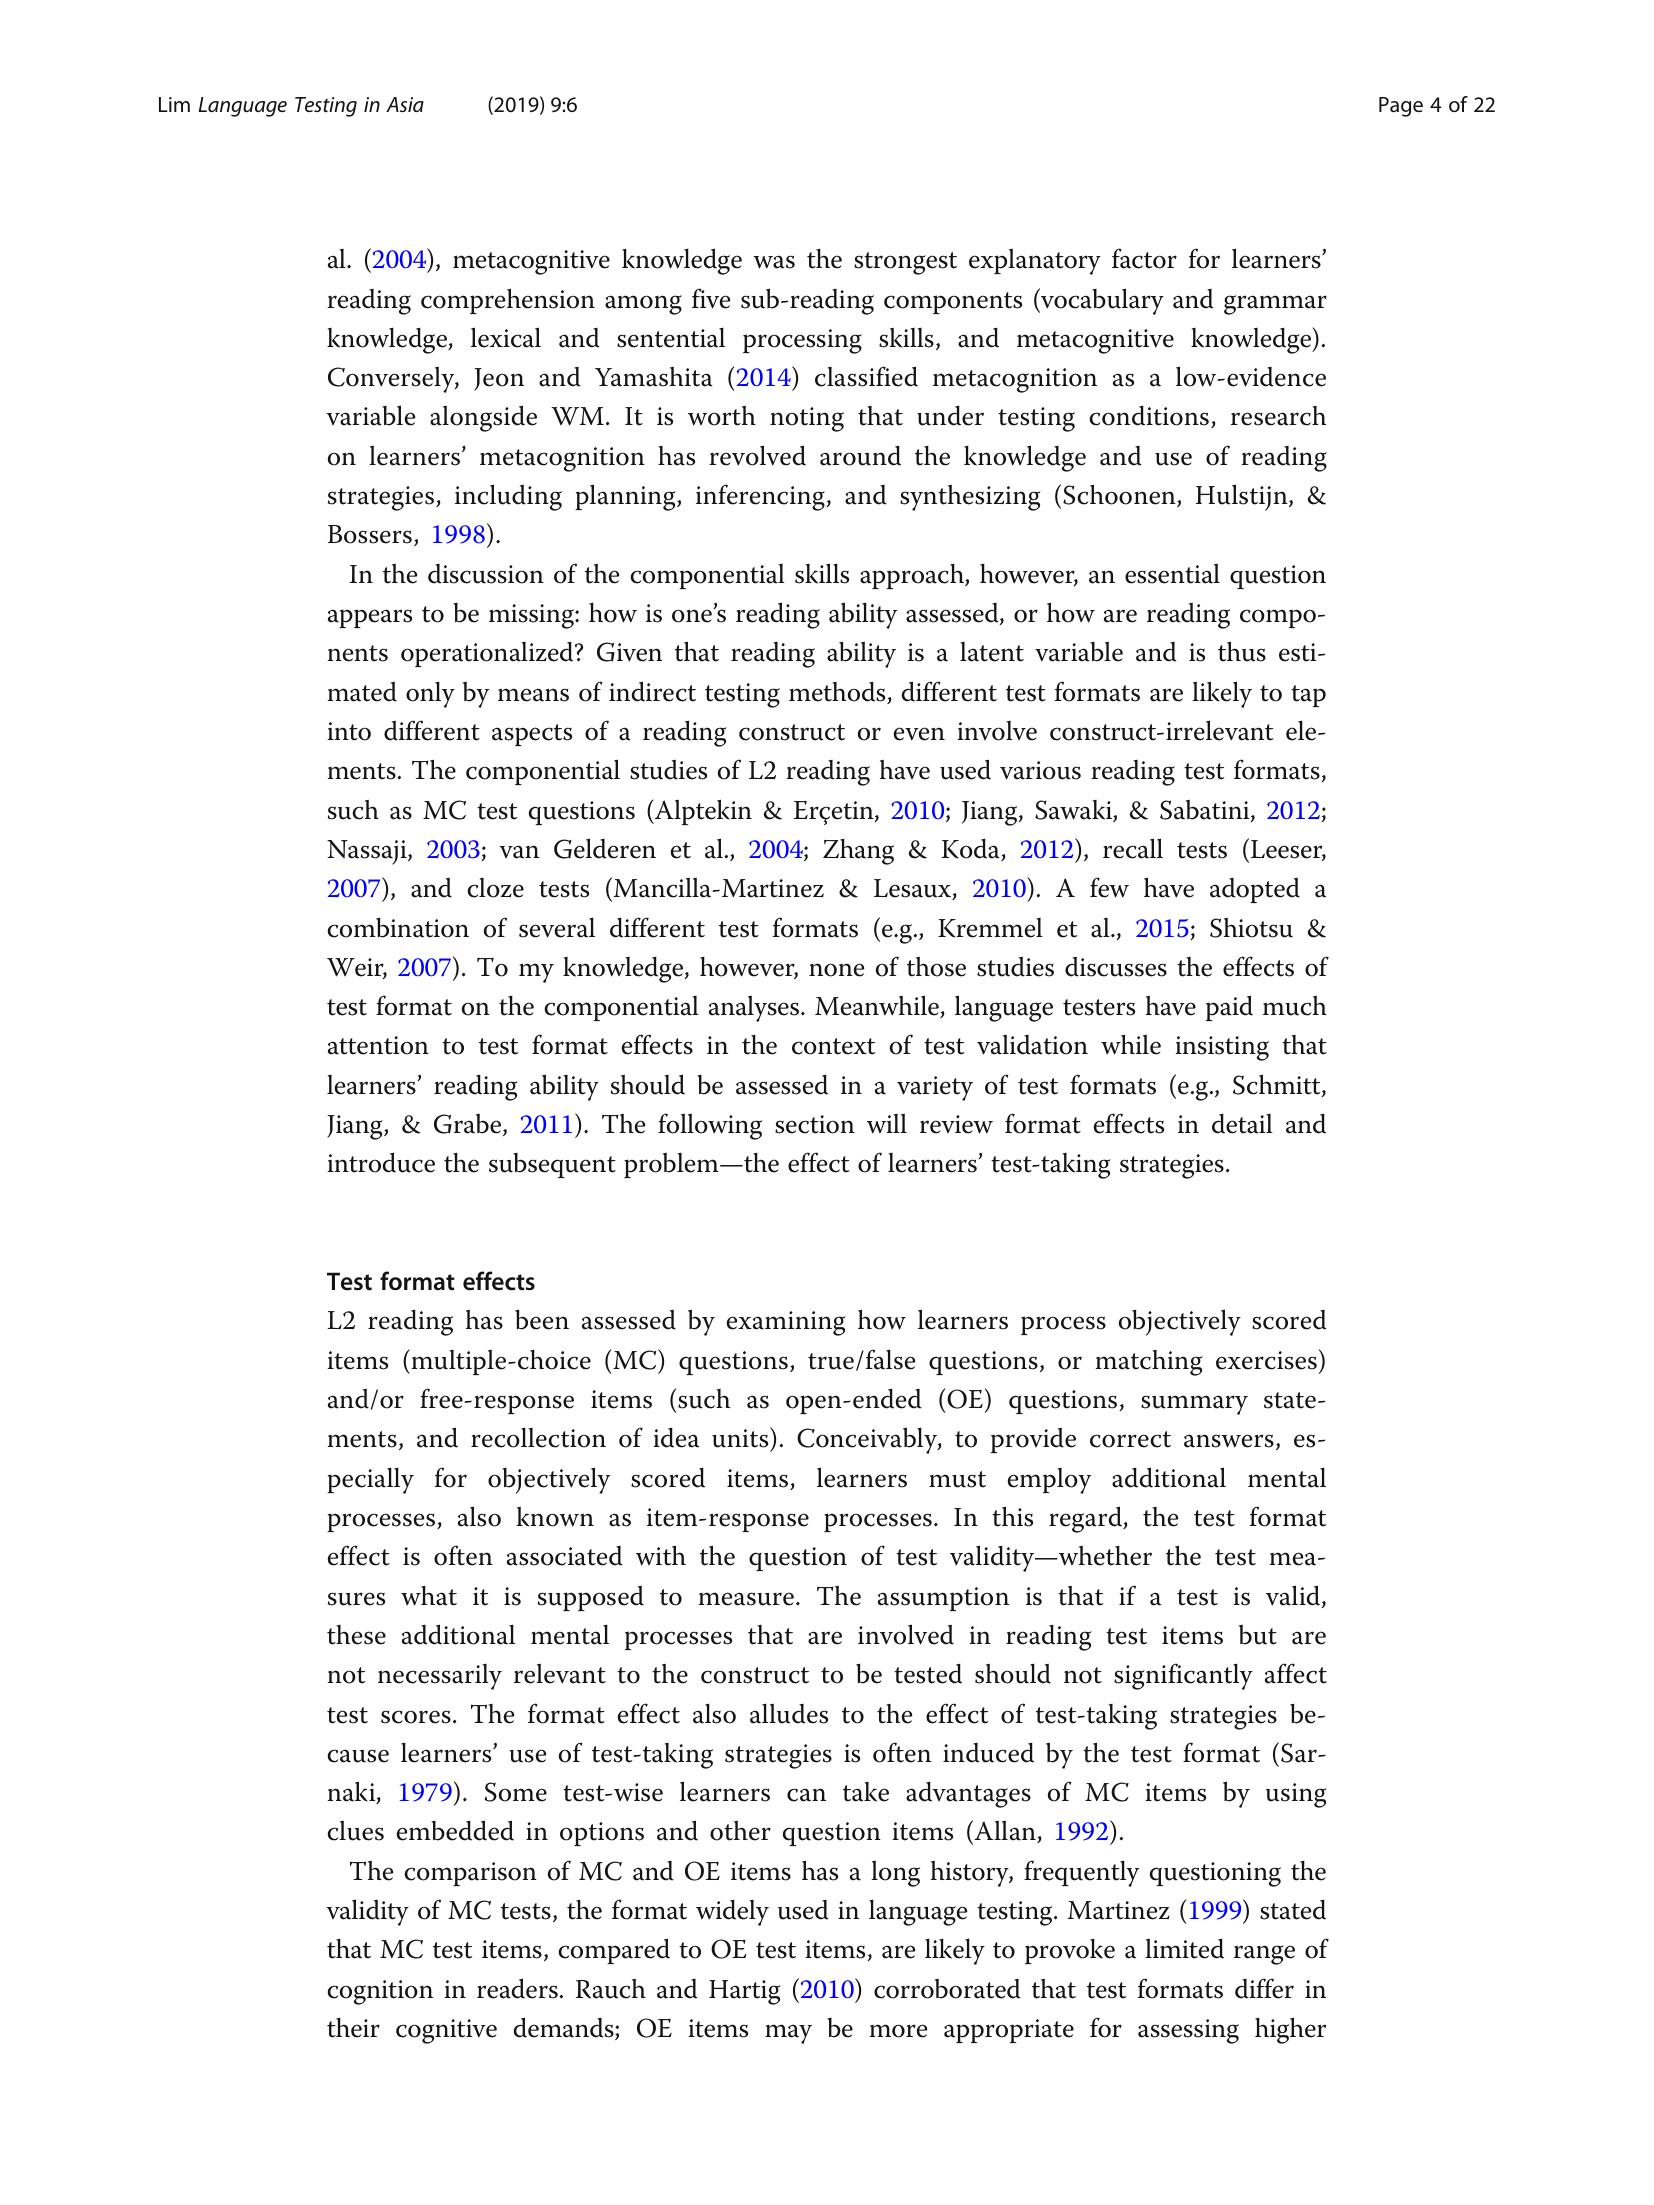 Lim Language Testing in Asia (2019) 9:6 Page 4 of 22
al. (2004), metacognitive knowledge was the strongest explanatory factor for learners’
reading comprehension among five sub-reading components (vocabulary and grammar
knowledge, lexical and sentential processing skills, and metacognitive knowledge).
Conversely, Jeon and Yamashita (2014) classified metacognition as a low-evidence
variable alongside WM. It is worth noting that under testing conditions, research
on learners’ metacognition has revolved around the knowledge and use of reading
strategies, including planning, inferencing, and synthesizing (Schoonen, Hulstijn, &
Bossers, 1998).
In the discussion of the componential skills approach, however, an essential question
appears to be missing: how is one’s reading ability assessed, or how are reading compo-
nents operationalized? Given that reading ability is a latent variable and is thus esti-
mated only by means of indirect testing methods, different test formats are likely to tap
into different aspects of a reading construct or even involve construct-irrelevant ele-
ments. The componential studies of L2 reading have used various reading test formats,
such as MC test questions (Alptekin & Erçetin, 2010; Jiang, Sawaki, & Sabatini, 2012;
Nassaji, 2003; van Gelderen et al., 2004; Zhang & Koda, 2012), recall tests (Leeser,
2007), and cloze tests (Mancilla-Martinez & Lesaux, 2010). A few have adopted a
combination of several different test formats (e.g., Kremmel et al., 2015; Shiotsu &
Weir, 2007). To my knowledge, however, none of those studies discusses the effects of
test format on the componential analyses. Meanwhile, language testers have paid much
attention to test format effects in the context of test validation while insisting that
learners’ reading ability should be assessed in a variety of test formats (e.g., Schmitt,
Jiang, & Grabe, 2011). The following section will review format effects in detail and
introduce the subsequent problem—the effect of learners’ test-taking strategies.
Test format effects
L2 reading has been assessed by examining how learners process objectively scored
items (multiple-choice (MC) questions, true/false questions, or matching exercises)
and/or free-response items (such as open-ended (OE) questions, summary state-
ments, and recollection of idea units). Conceivably, to provide correct answers, es-
pecially for objectively scored items, learners must employ additional mental
processes, also known as item-response processes. In this regard, the test format
effect is often associated with the question of test validity—whether the test mea-
sures what it is supposed to measure. The assumption is that if a test is valid,
these additional mental processes that are involved in reading test items but are
not necessarily relevant to the construct to be tested should not significantly affect
test scores. The format effect also alludes to the effect of test-taking strategies be-
cause learners’ use of test-taking strategies is often induced by the test format (Sar-
naki, 1979). Some test-wise learners can take advantages of MC items by using
clues embedded in options and other question items (Allan, 1992).
The comparison of MC and OE items has a long history, frequently questioning the
validity of MC tests, the format widely used in language testing. Martinez (1999) stated
that MC test items, compared to OE test items, are likely to provoke a limited range of
cognition in readers. Rauch and Hartig (2010) corroborated that test formats differ in
their cognitive demands; OE items may be more appropriate for assessing higher